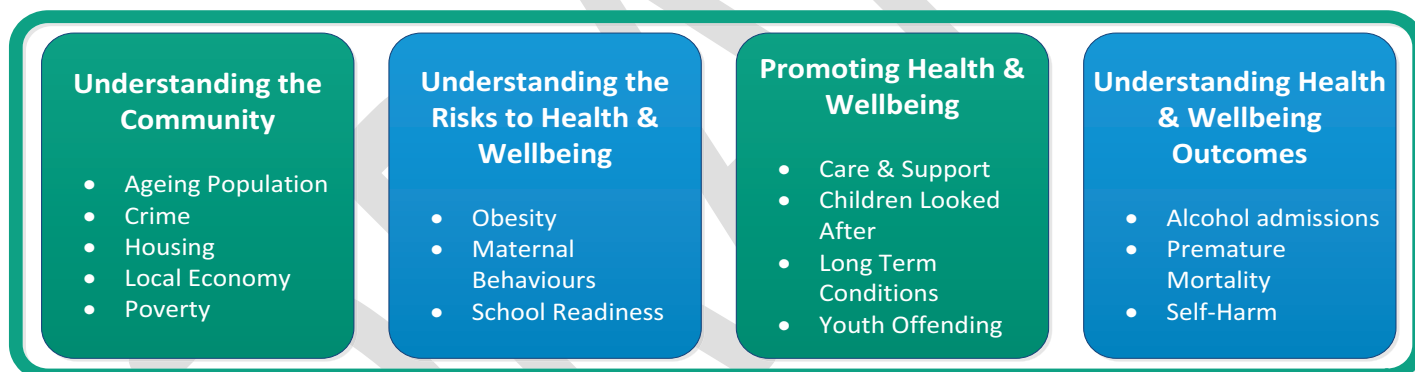 Understanding the
Community
• Ageing Population
• Crime
• Housing
• Local Economy
• Poverty
Understanding the
Risks to Health &
Wellbeing
• Obesity
• Maternal
Behaviours
• School Readiness
Promoting Health &
Wellbeing
• Care & Support
• Children Looked
After
• Long Term
Conditions
• Youth Offending
Understanding Health
& Wellbeing
Outcomes
• Alcohol admissions
• Premature
Mortality
• Self-Harm